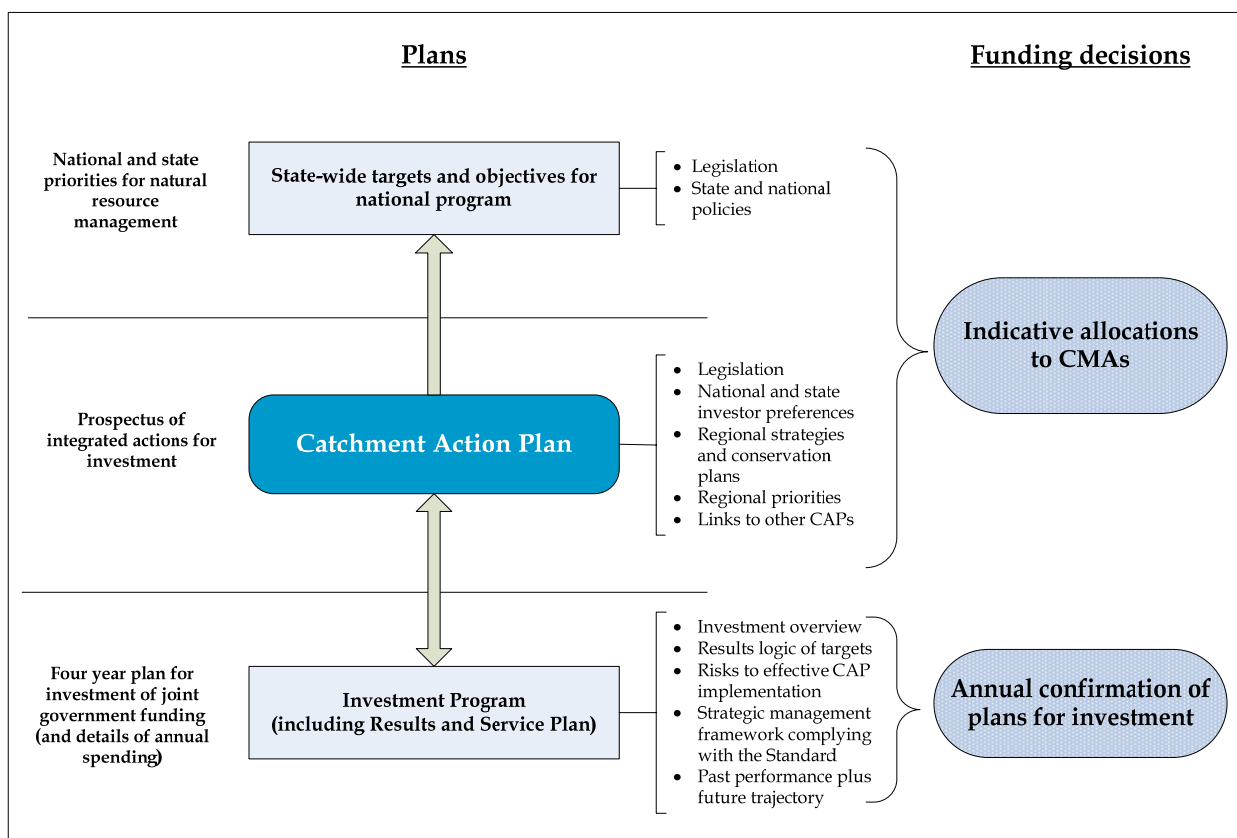 Plans
Funding decisions
National and state
priorities for natural
resource
management
State-wide targets and objectives for
national program
• Legislation
• State and national
policies
Indicative allocations
to CMAs
Prospectus of
integrated actions for
investment
Catchment Action Plan
• Legislation
• National and state
investor preferences
• Regional strategies
and conservation
plans
• Regional priorities
• Links to other CAPs
Four year plan for
investment of joint
government funding
(and details of annual
spending)
Investment Program
(including Results and Service Plan)
• Investment overview
• Results logic of targets
• Risks to effective CAP
implementation
• Strategic management
framework complying
with the Standard
• Past performance plus
future trajectory
Annual confirmation of
plans for investment